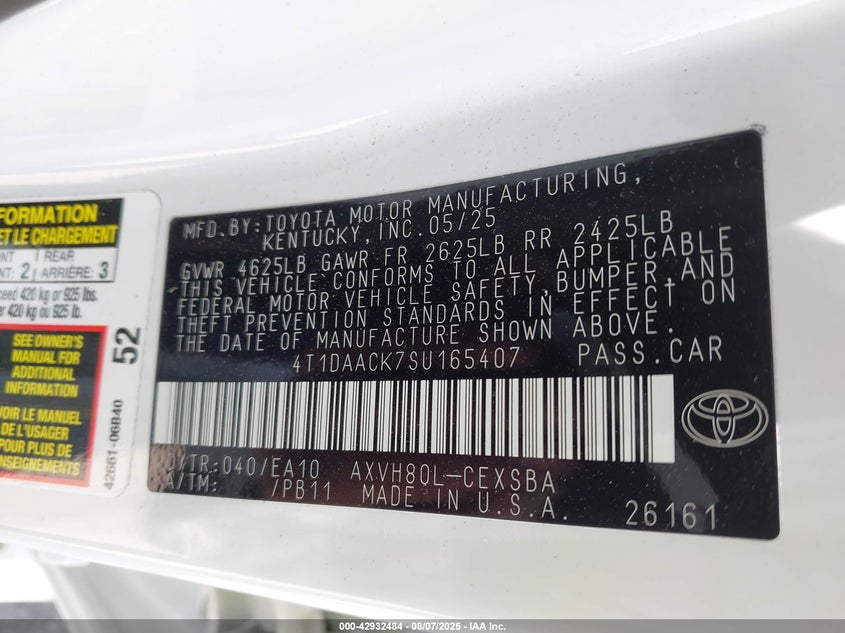 FORMATION
ET LE CHARGEMENT
2
REAR
ARRIÈRE: 3
420 kg or 925 lbs.
420 kg ou 925 lb.
SEE OWNER'S
MANUAL FOR
ADDITIONAL
INFORMATION
VOIR LE MANUEL
DE L'USAGER
POUR PLUS DE
RENSEIGNEMENTS
52
42661-06B40
MFD.BY:TOYOTA MOTOR MANUFACTURING,
KENTUCKY,INC.05/25
GVWR 4625LB GAWR FR 2625LB RR 2425LB
THIS VEHICLE CONFORMS TO ALL APPLICABLE
FEDERAL MOTOR VEHICLE SAFETY,BUMPER,AND
THEFT PREVENTION STANDARDS IN EFFECT ON
THE DATE OF MANUFACTURE SHOWN ABOVE.
4T1DAACK7SU165407 PASS.CAR
C/TR:040/EA10 AXVH80L-CEXSBA
A/TM: /PB11 MADE IN U.S.A. 26161
000-42932484 - 08/07/2025 - IAA Inc.